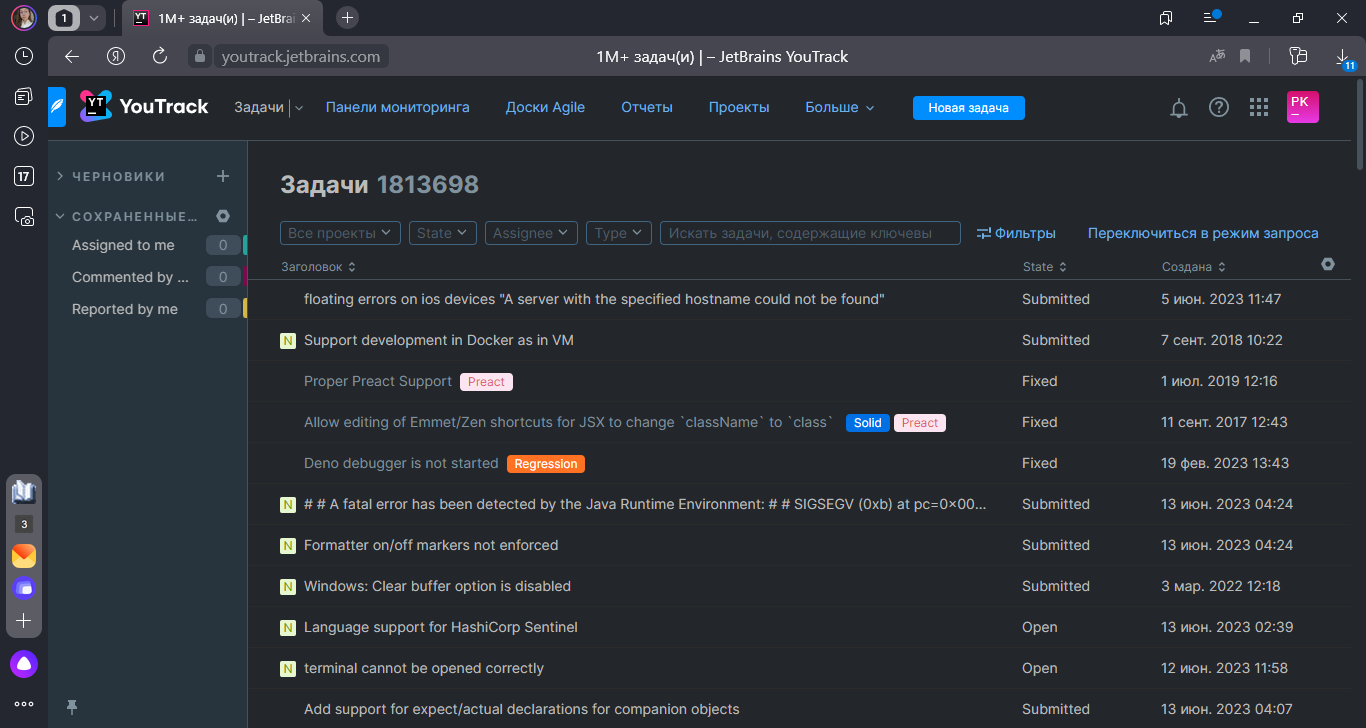 1
1M+ задач(и) | – JetBrai
youtrack.jetbrains.com
1M+ задач(и) | – JetBrains YouTrack
11
YT
YouTrack
Задачи
Панели мониторинга
Доски Agile
Отчеты
Проекты
Больше
Новая задача
PK
17
ЧЕРНОВИКИ
СОХРАНЕННЫЕ...
Assigned to me 0
Commented by ... 0
Reported by me 0
3
Задачи 1813698
Все проекты State Assignee Type Искать задачи, содержащие ключевы Фильтры Переключиться в режим запроса
Заголовок State Создана
floating errors on ios devices "A server with the specified hostname could not be found" Submitted 5 июн. 2023 11:47
N Support development in Docker as in VM Submitted 7 сент. 2018 10:22
Proper Preact Support Preact Fixed 1 июл. 2019 12:16
Allow editing of Emmet/Zen shortcuts for JSX to change `className` to `class` Solid Preact Fixed 11 сент. 2017 12:43
Deno debugger is not started Regression Fixed 19 фев. 2023 13:43
N # # A fatal error has been detected by the Java Runtime Environment: # # SIGSEGV (0xb) at pc=0x00... Submitted 13 июн. 2023 04:24
N Formatter on/off markers not enforced Submitted 13 июн. 2023 04:24
N Windows: Clear buffer option is disabled Submitted 3 мар. 2022 12:18
N Language support for HashiCorp Sentinel Open 13 июн. 2023 02:39
N terminal cannot be opened correctly Open 12 июн. 2023 11:58
Add support for expect/actual declarations for companion objects Submitted 13 июн. 2023 04:07